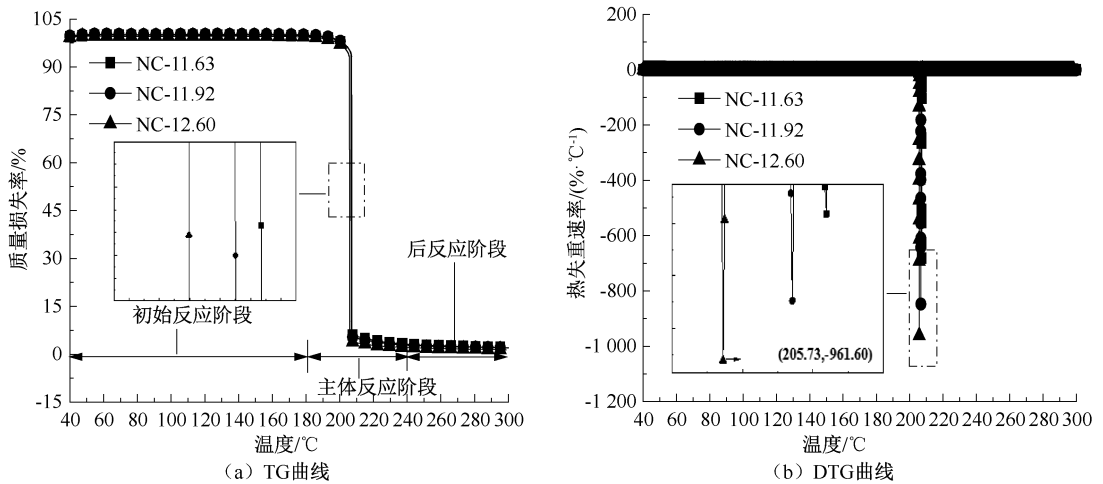 105
90
75
60
45
30
15
0
-15
质量损失率/%
NC-11.63
NC-11.92
NC-12.60
后反应阶段
初始反应阶段
主体反应阶段
40 60 80 100 120 140 160 180 200 220 240 260 280 300
温度/℃
(a) TG曲线
200
0
-200
-400
-600
-800
-1 000
-1 200
热失重速率/(%·℃-1)
NC-11.63
NC-11.92
NC-12.60
(205.73,-961.60)
40 60 80 100 120 140 160 180 200 220 240 260 280 300
温度/℃
(b) DTG曲线